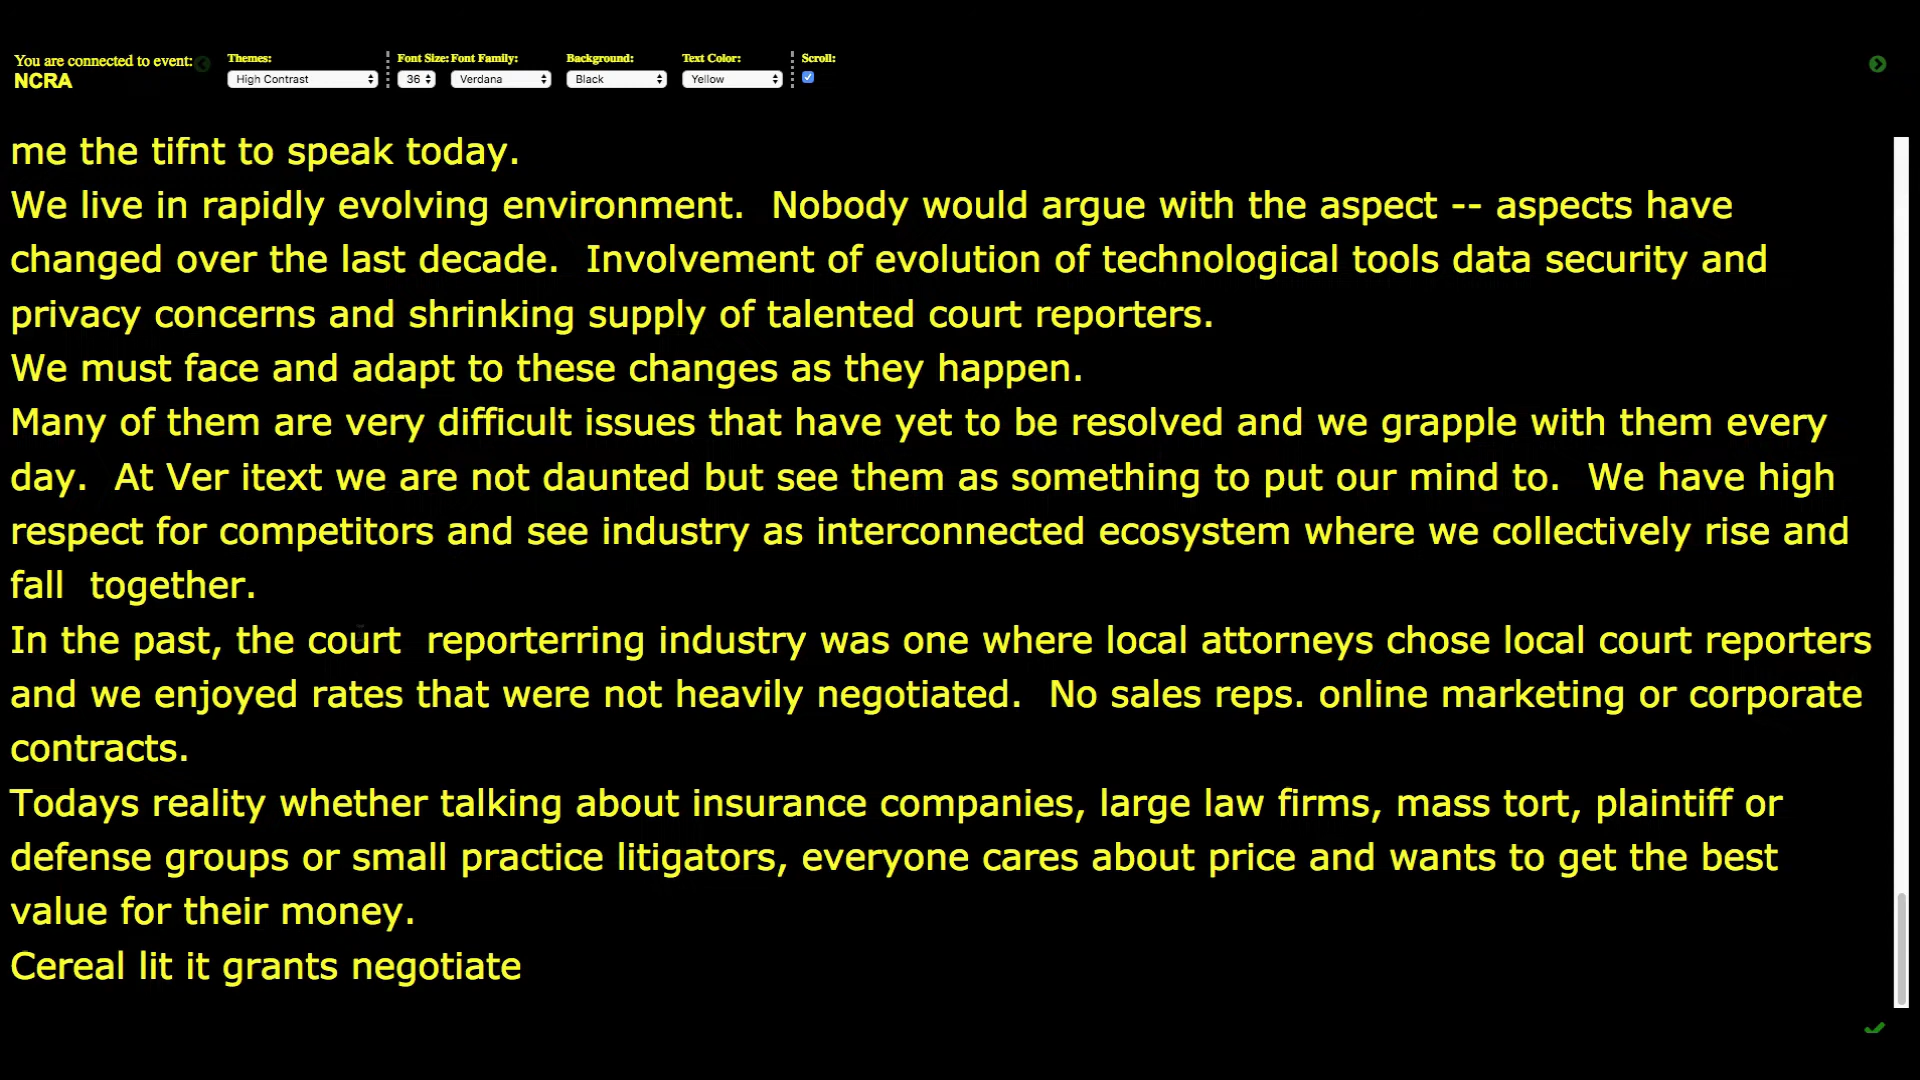 You are connected to event:
NCRA
Themes:
High Contrast
Font Size:
36
Font Family:
Verdana
Background:
Black
Text Color:
Yellow
Scroll:
me the tifnt to speak today.
We live in rapidly evolving environment.  Nobody would argue with the aspect -- aspects have
changed over the last decade.  Involvement of evolution of technological tools data security and
privacy concerns and shrinking supply of talented court reporters.
We must face and adapt to these changes as they happen.
Many of them are very difficult issues that have yet to be resolved and we grapple with them every
day.  At Ver itext we are not daunted but see them as something to put our mind to.  We have high
respect for competitors and see industry as interconnected ecosystem where we collectively rise and
fall  together.
In the past, the court  reporterring industry was one where local attorneys chose local court reporters
and we enjoyed rates that were not heavily negotiated.  No sales reps. online marketing or corporate
contracts.
Todays reality whether talking about insurance companies, large law firms, mass tort, plaintiff or
defense groups or small practice litigators, everyone cares about price and wants to get the best
value for their money.
Cereal lit it grants negotiate